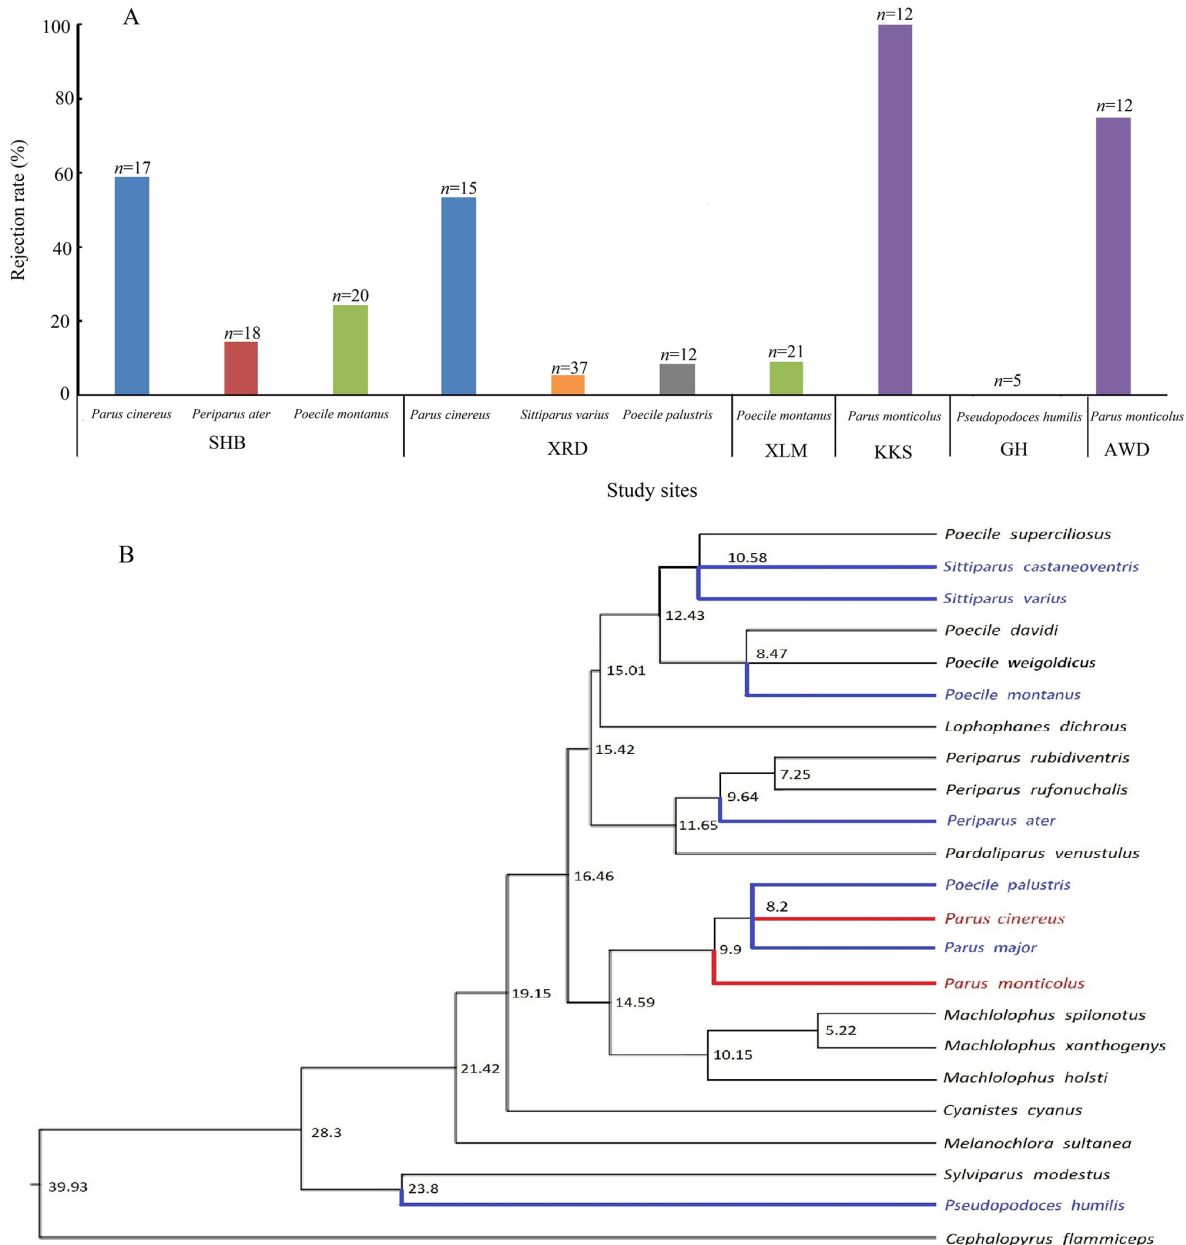 A
100
80
60
40
20
0
Rejection rate (%)
n=17
n=18
n=20
n=15
n=37
n=12
n=21
n=12
n=5
n=12
Parus cinereus
Periparus ater
Poecile montanus
Parus cinereus
Sittiparus varius
Poecile palustris
Poecile montanus
Parus monticolus
Pseudopodoces humilis
Parus monticolus
SHB
XRD
XLM
KKS
GH
AWD
Study sites
B
Poecile superciliosus
10.58
Sittiparus castaneoventris
Sittiparus varius
12.43
Poecile davidi
8.47
Poecile weigoldicus
15.01
Poecile montanus
Lophophanes dichrous
15.42
Periparus rubidiventris
7.25
Periparus rufonuchalis
9.64
Periparus ater
11.65
Pardaliparus venustulus
16.46
Poecile palustris
8.2
Parus cinereus
9.9
Parus major
Parus monticolus
19.15
14.59
Machlolophus spilonotus
5.22
Machlolophus xanthogenys
10.15
21.42
Machlolophus holsti
Cyanistes cyanus
28.3
Melanochlora sultanea
Sylviparus modestus
39.93
23.8
Pseudopodoces humilis
Cephalopyrus flammiceps